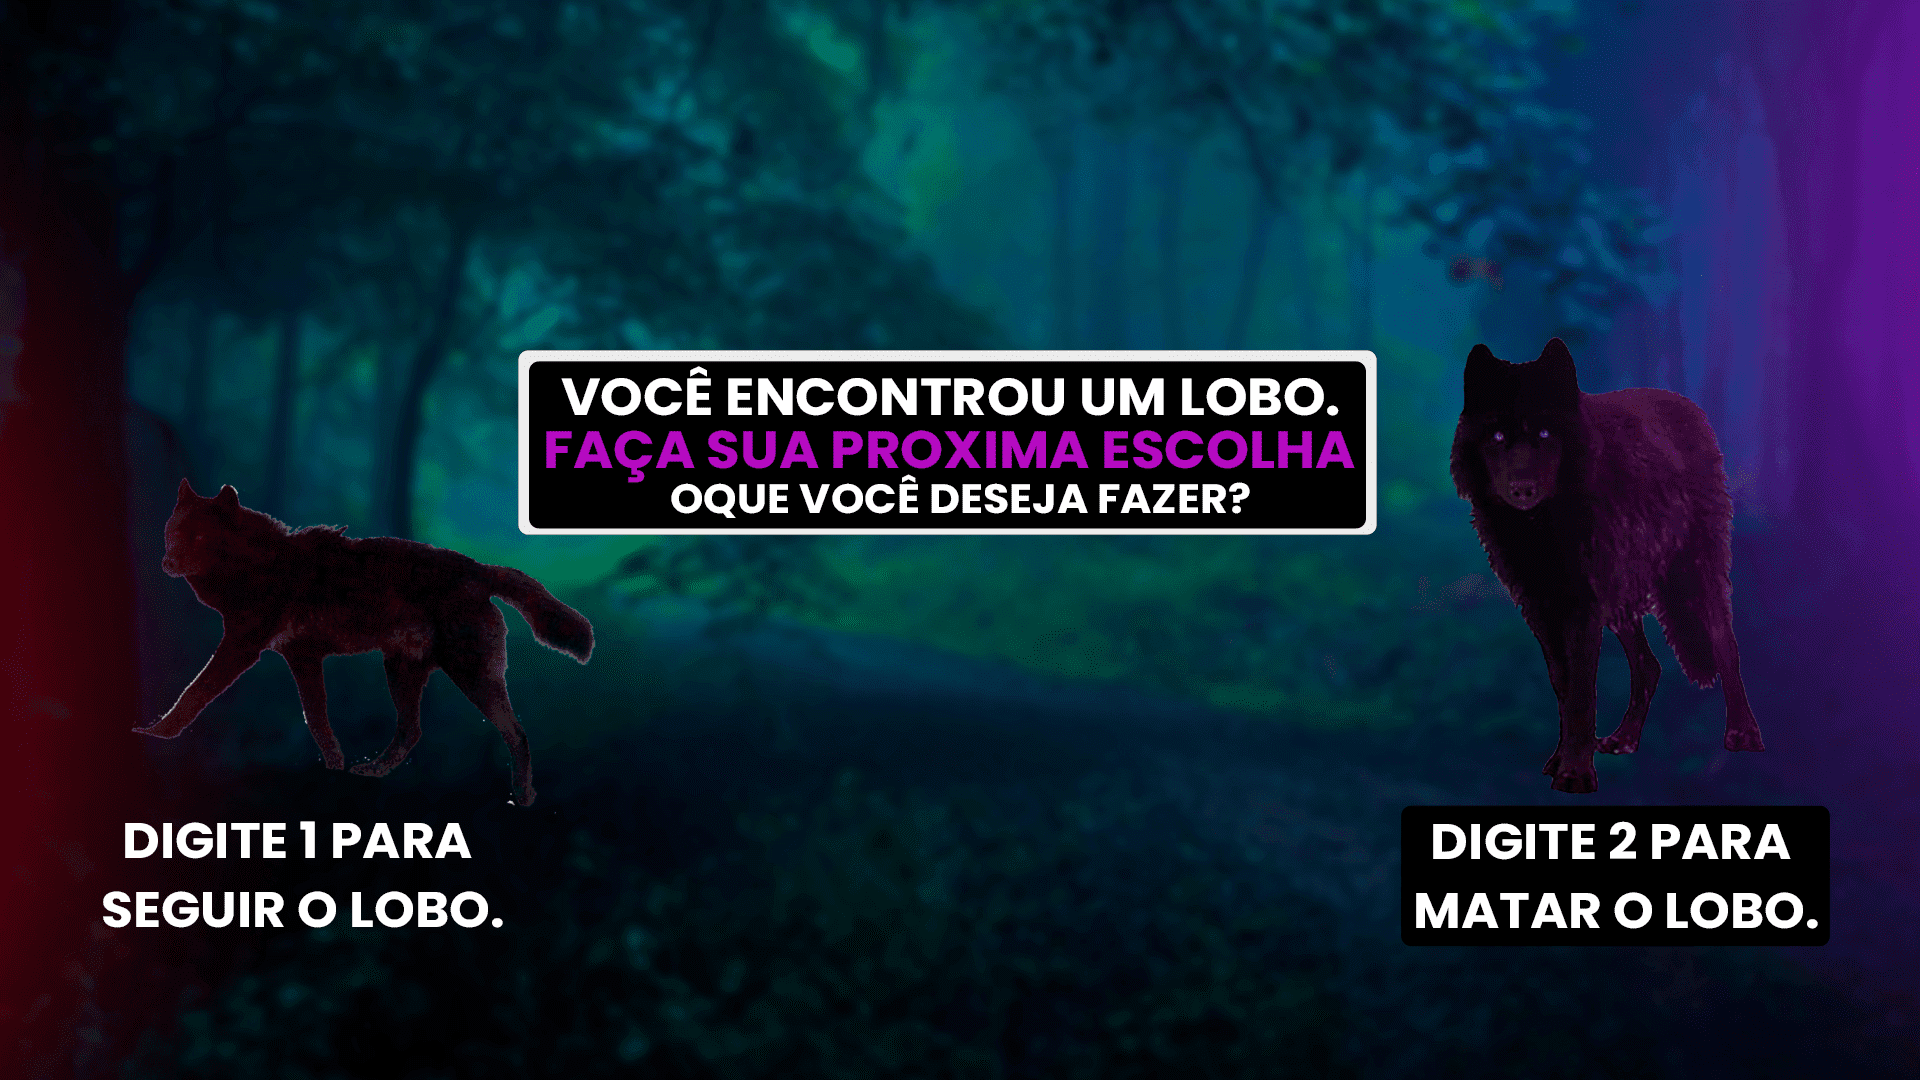 VOCÊ ENCONTROU UM LOBO.
FAÇA SUA PROXIMA ESCOLHA
OQUE VOCÊ DESEJA FAZER?
DIGITE 1 PARA
SEGUIR O LOBO.
DIGITE 2 PARA
MATAR O LOBO.